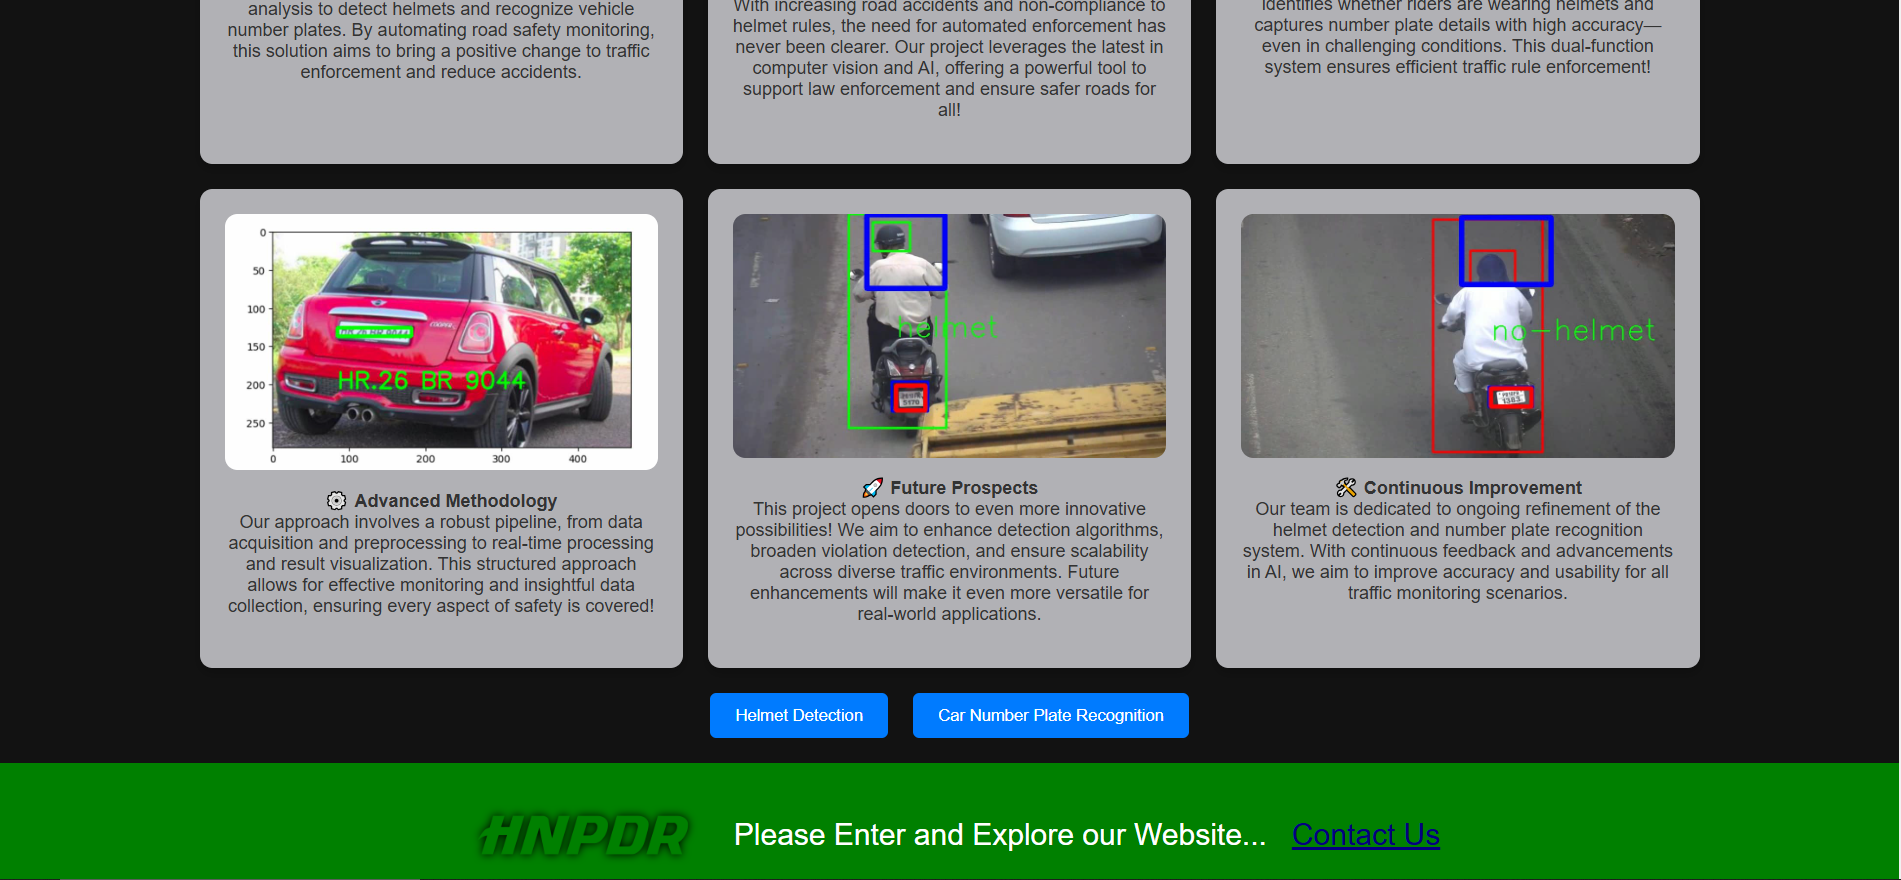 analysis to detect helmets and recognize vehicle
number plates. By automating road safety monitoring,
this solution aims to bring a positive change to traffic
enforcement and reduce accidents.
With increasing road accidents and non-compliance to
helmet rules, the need for automated enforcement has
never been clearer. Our project leverages the latest in
computer vision and AI, offering a powerful tool to
support law enforcement and ensure safer roads for
all!
identifies whether riders are wearing helmets and
captures number plate details with high accuracy—
even in challenging conditions. This dual-function
system ensures efficient traffic rule enforcement!
0
50
100
150
200
250
0 100 200 300 400
HR.26 BR 9044
⚙️ Advanced Methodology
Our approach involves a robust pipeline, from data
acquisition and preprocessing to real-time processing
and result visualization. This structured approach
allows for effective monitoring and insightful data
collection, ensuring every aspect of safety is covered!
helmet
5170
🚀 Future Prospects
This project opens doors to even more innovative
possibilities! We aim to enhance detection algorithms,
broaden violation detection, and ensure scalability
across diverse traffic environments. Future
enhancements will make it even more versatile for
real-world applications.
no-helmet
1383
🛠️ Continuous Improvement
Our team is dedicated to ongoing refinement of the
helmet detection and number plate recognition
system. With continuous feedback and advancements
in AI, we aim to improve accuracy and usability for all
traffic monitoring scenarios.
Helmet Detection
Car Number Plate Recognition
HNPDR
Please Enter and Explore our Website...
Contact Us